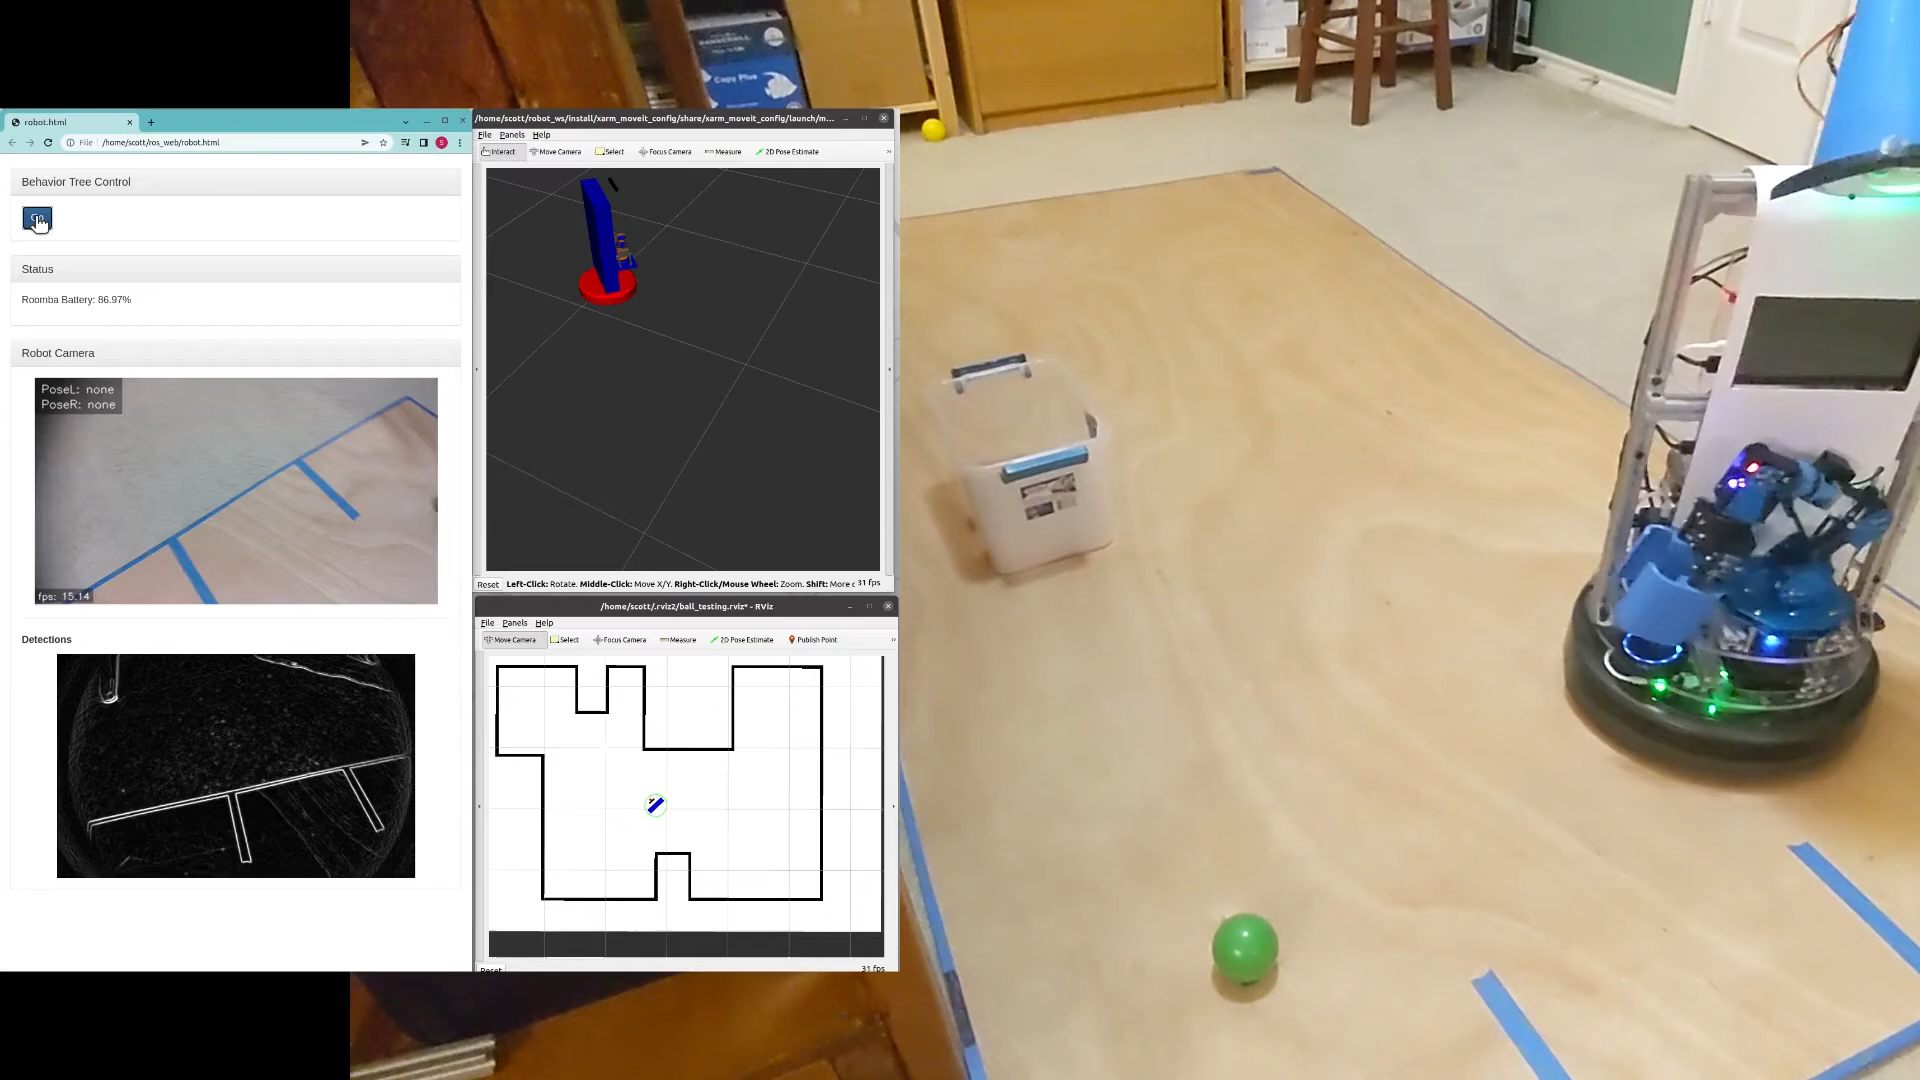 robot.html
File /home/scott/ros_web/robot.html
S
Behavior Tree Control
Go
Status
Roomba Battery: 86.97%
Robot Camera
PoseL: none
PoseR: none
fps: 15.14
Detections
/home/scott/robot_ws/install/xarm_moveit_config/share/xarm_moveit_config/launch/m...
File Panels Help
Interact Move Camera Select Focus Camera Measure 2D Pose Estimate
Reset Left-Click: Rotate. Middle-Click: Move X/Y. Right-Click/Mouse Wheel: Zoom. Shift: More c 31 fps
/home/scott/.rviz2/ball_testing.rviz* - RViz
File Panels Help
Move Camera Select Focus Camera Measure 2D Pose Estimate Publish Point
Reset 31 fps
HAMMERMILL
Copy Plus